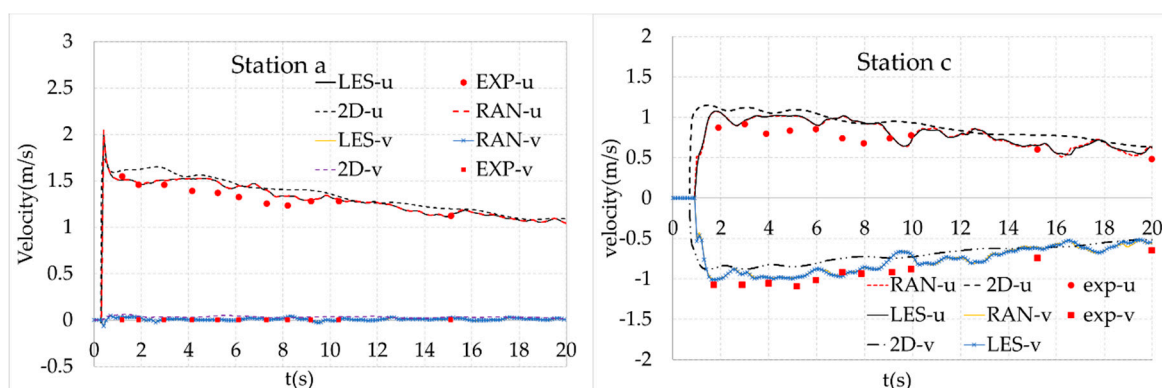 Station a
LES-u EXP-u
2D-u RAN-u
LES-v RAN-v
2D-v EXP-v
Velocity(m/s)
3
2.5
2
1.5
1
0.5
0
-0.5
0 2 4 6 8 10 12 14 16 18 20
t(s)
Station c
velocity(m/s)
2
1.5
1
0.5
0
-0.5
-1
-1.5
-2
0 2 4 6 8 10 12 14 16 18 20
RAN-u 2D-u exp-u
LES-u RAN-v exp-v
2D-v LES-v
t(s)